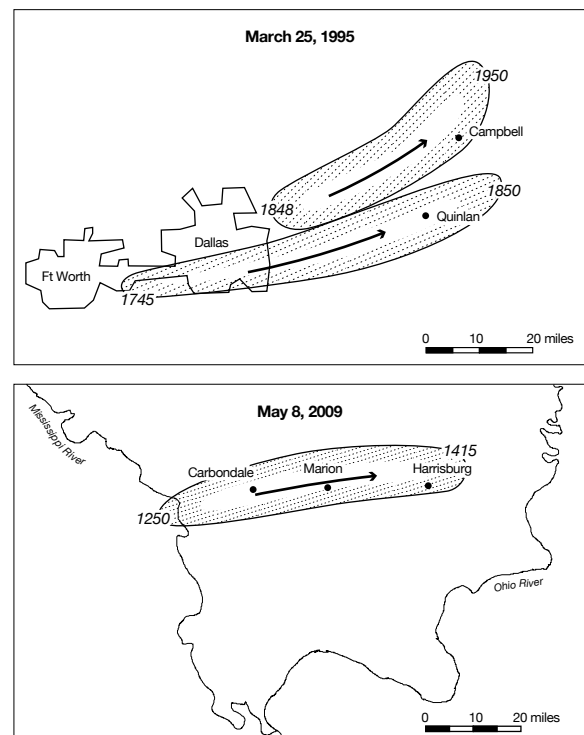 March 25, 1995
1950
Campbell
1848
1850
Quinlan
Dallas
Ft Worth
1745
0 10 20 miles
May 8, 2009
Mississippi River
1415
Carbondale
Marion
Harrisburg
1250
Ohio River
0 10 20 miles